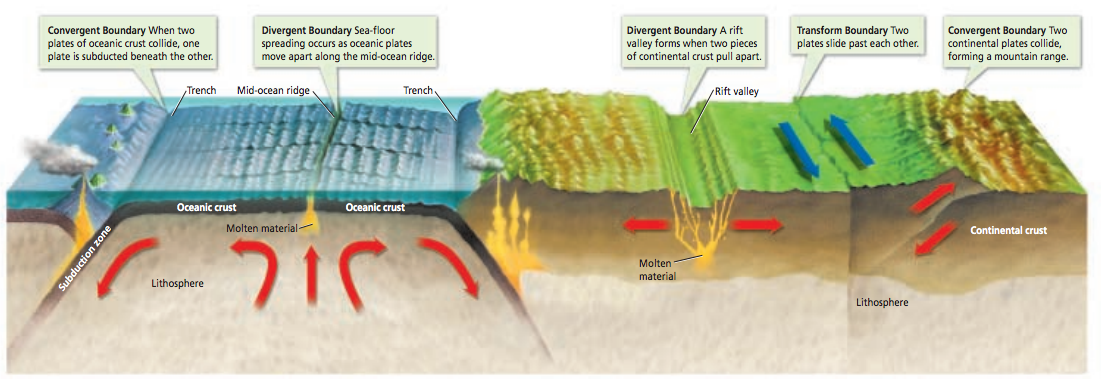 Convergent Boundary When two
plates of oceanic crust collide, one
plate is subducted beneath the other.
Divergent Boundary Sea-floor
spreading occurs as oceanic plates
move apart along the mid-ocean ridge.
Divergent Boundary A rift
valley forms when two pieces
of continental crust pull apart.
Transform Boundary Two
plates slide past each other.
Convergent Boundary Two
continental plates collide,
forming a mountain range.
Trench
Mid-ocean ridge
Trench
Rift valley
Oceanic crust
Oceanic crust
Molten material
Subduction zone
Lithosphere
Molten
material
Continental crust
Lithosphere